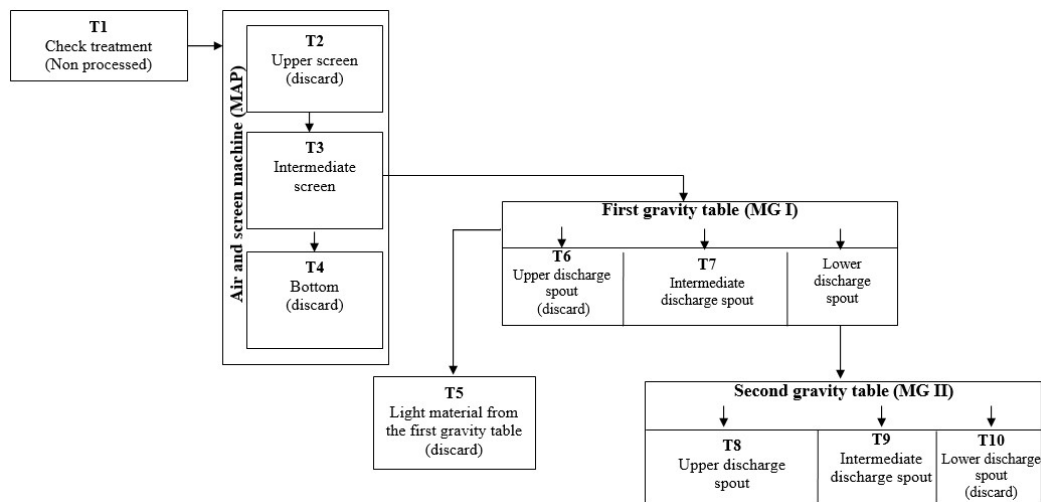 T1
Check treatment
(Non processed)
Air and screen machine (MAP)
T2
Upper screen
(discard)
T3
Intermediate
screen
T4
Bottom
(discard)
First gravity table (MG I)
T6
Upper discharge
spout
(discard)
T7
Intermediate
discharge spout
Lower
discharge
spout
T5
Light material from
the first gravity table
(discard)
Second gravity table (MG II)
T8
Upper discharge
spout
T9
Intermediate
discharge spout
T10
Lower discharge
spout
(discard)